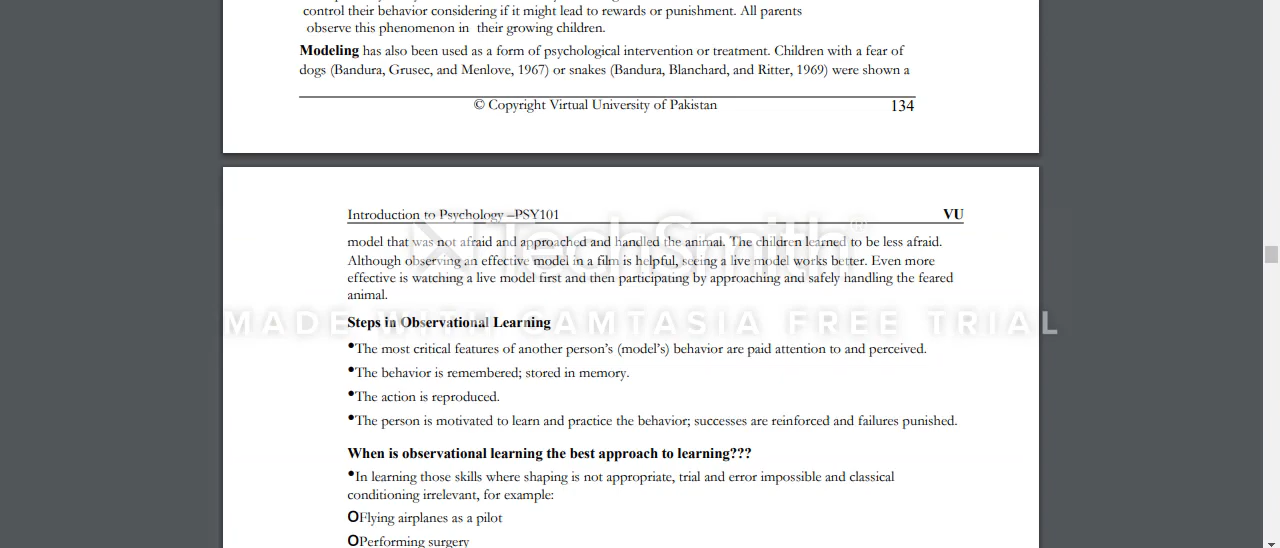 control their behavior considering if it might lead to rewards or punishment. All parents
observe this phenomenon in their growing children.
Modeling has also been used as a form of psychological intervention or treatment. Children with a fear of
dogs (Bandura, Grusec, and Menlove, 1967) or snakes (Bandura, Blanchard, and Ritter, 1969) were shown a
© Copyright Virtual University of Pakistan 134
Introduction to Psychology –PSY101 VU
TechSmith®
model that was not afraid and approached and handled the animal. The children learned to be less afraid.
Although observing an effective model in a film is helpful, seeing a live model works better. Even more
effective is watching a live model first and then participating by approaching and safely handling the feared
animal.
MADE WITH CAMTASIA FREE TRIAL
Steps in Observational Learning
•The most critical features of another person's (model's) behavior are paid attention to and perceived.
•The behavior is remembered; stored in memory.
•The action is reproduced.
•The person is motivated to learn and practice the behavior; successes are reinforced and failures punished.
When is observational learning the best approach to learning???
•In learning those skills where shaping is not appropriate, trial and error impossible and classical
conditioning irrelevant, for example:
OFlying airplanes as a pilot
OPerforming surgery